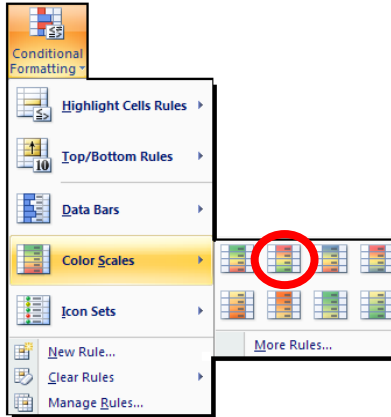 Conditional
Formatting
Highlight Cells Rules
10
Top/Bottom Rules
Data Bars
Color Scales
Icon Sets
More Rules...
New Rule...
Clear Rules
Manage Rules...